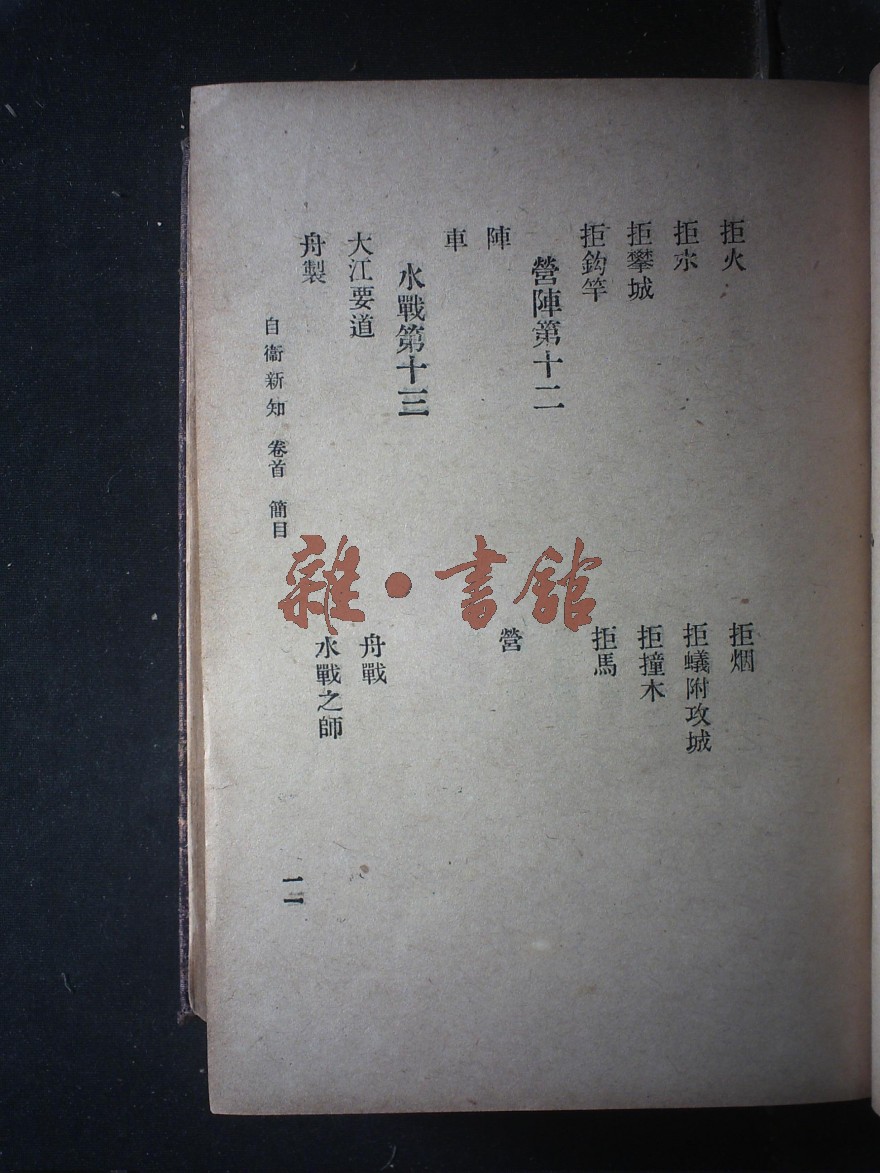 拒火
拒烟
拒水
拒蟻附攻城
拒攀城
拒撞木
拒鈎竿
拒馬
營陣第十二
陣
營
車
水戰第十三
大江要道
舟戰
舟製
水戰之師
自衞新知 卷首 簡目
一二
雜·書館